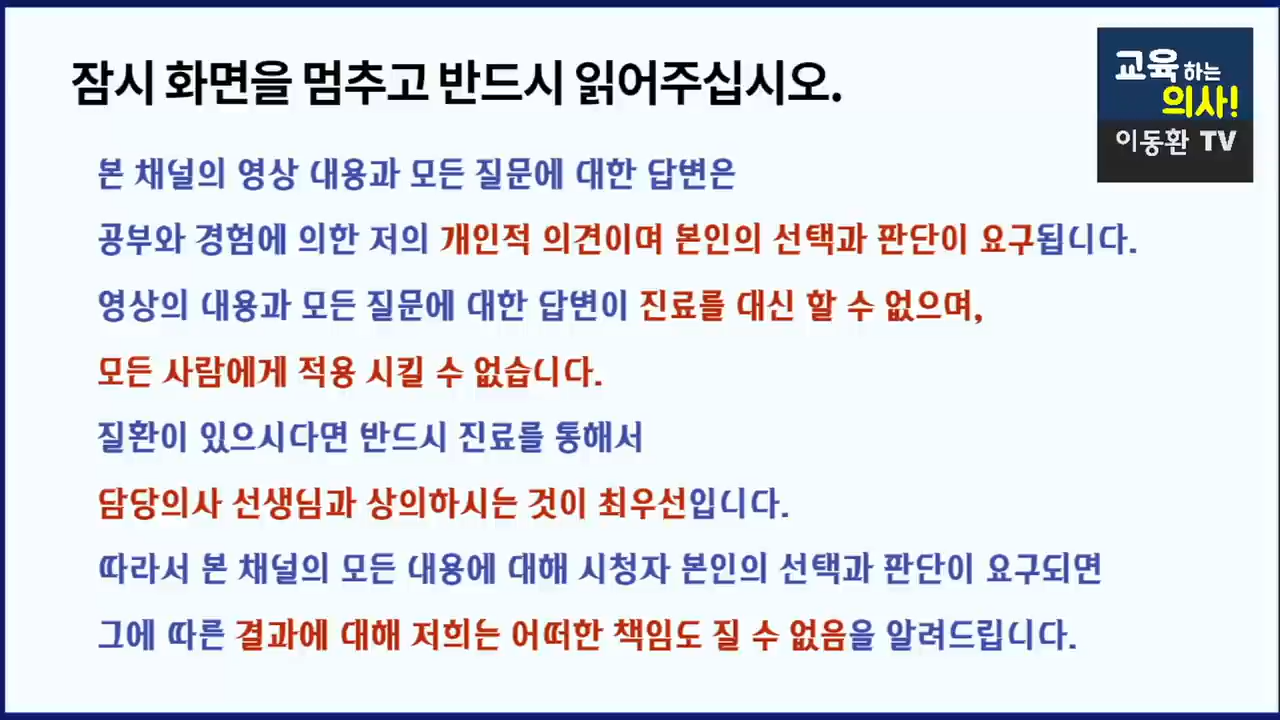 잠시 화면을 멈추고 반드시 읽어주십시오.
교육하는
의사!
이동환 TV
본 채널의 영상 내용과 모든 질문에 대한 답변은
공부와 경험에 의한 저의 개인적 의견이며 본인의 선택과 판단이 요구됩니다.
영상의 내용과 모든 질문에 대한 답변이 진료를 대신 할 수 없으며,
모든 사람에게 적용 시킬 수 없습니다.
질환이 있으시다면 반드시 진료를 통해서
담당의사 선생님과 상의하시는 것이 최우선입니다.
따라서 본 채널의 모든 내용에 대해 시청자 본인의 선택과 판단이 요구되면
그에 따른 결과에 대해 저희는 어떠한 책임도 질 수 없음을 알려드립니다.